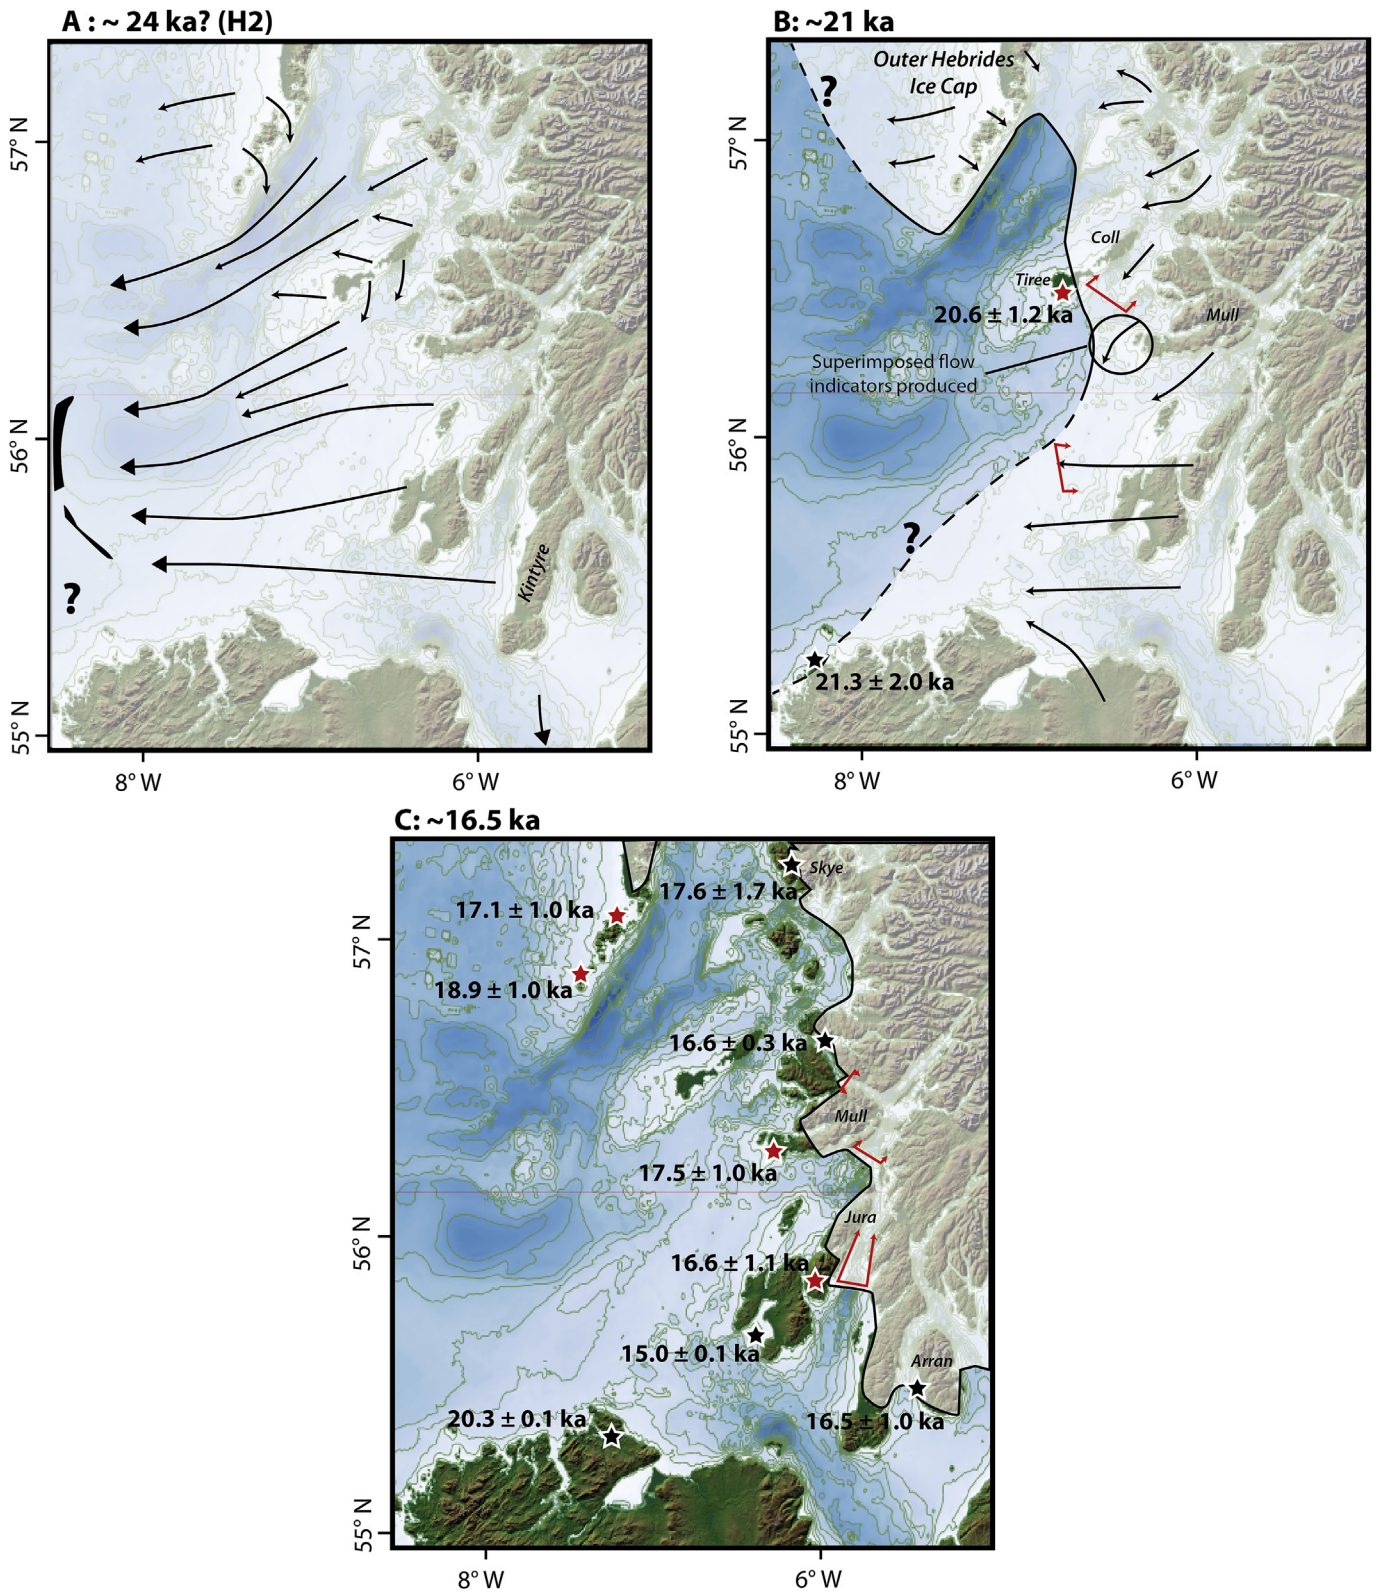 A : ~ 24 ka? (H2)
57° N
56° N
55° N
?
Kintyre
8° W
6° W
B: ~21 ka
Outer Hebrides
Ice Cap
?
57° N
Coll
Tiree
20.6 ± 1.2 ka
Mull
Superimposed flow
indicators produced
56° N
?
21.3 ± 2.0 ka
55° N
8° W
6° W
C: ~16.5 ka
Skye
17.6 ± 1.7 ka
17.1 ± 1.0 ka
57° N
18.9 ± 1.0 ka
16.6 ± 0.3 ka
Mull
17.5 ± 1.0 ka
Jura
56° N
16.6 ± 1.1 ka
15.0 ± 0.1 ka
Arran
20.3 ± 0.1 ka
16.5 ± 1.0 ka
55° N
8° W
6° W